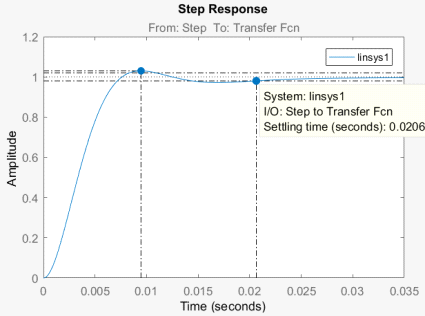 Step Response
From: Step To: Transfer Fcn
1.2
1
0.8
0.6
0.4
0.2
0
Amplitude
linsys1
System: linsys1
I/O: Step to Transfer Fcn
Settling time (seconds): 0.0206
0 0.005 0.01 0.015 0.02 0.025 0.03 0.035
Time (seconds)